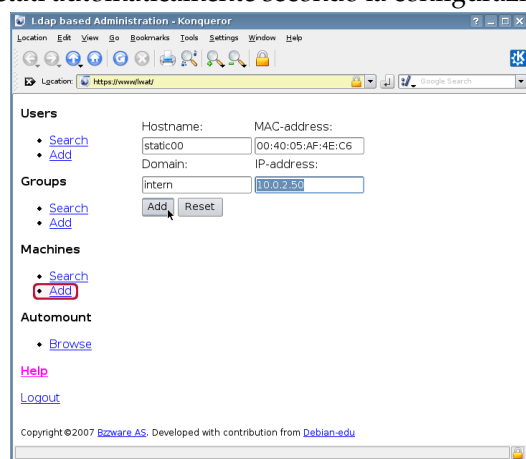 Ldap based Administration - Konqueror
Location Edit View Go Bookmarks Tools Settings Window Help
Location: https://www/lwat/
Google Search
Users
Search
Add
Groups
Search
Add
Machines
Search
Add
Automount
Browse
Help
Logout
Hostname: MAC-address:
static00 00:40:05:AF:4E:C6
Domain: IP-address:
intern 10.0.2.50
Add Reset
Copyright ©2007 Bzzware AS. Developed with contribution from Debian-edu